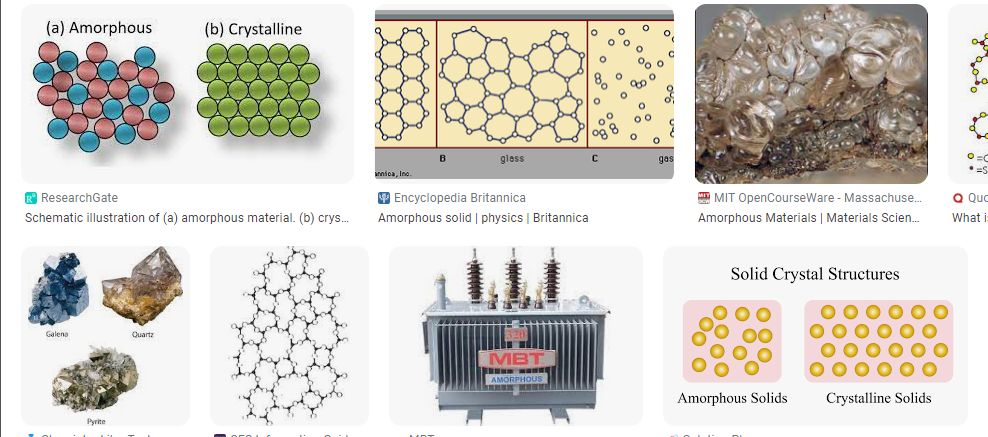 (a) Amorphous
(b) Crystalline
annica, Inc.
B
glass
C
gas
ResearchGate
Schematic illustration of (a) amorphous material. (b) crys...
Encyclopedia Britannica
Amorphous solid | physics | Britannica
MIT OpenCourseWare - Massachuse...
Amorphous Materials | Materials Scien...
Quo
What is
Galena
Quartz
Pyrite
MBT
AMORPHOUS
Solid Crystal Structures
Amorphous Solids
Crystalline Solids